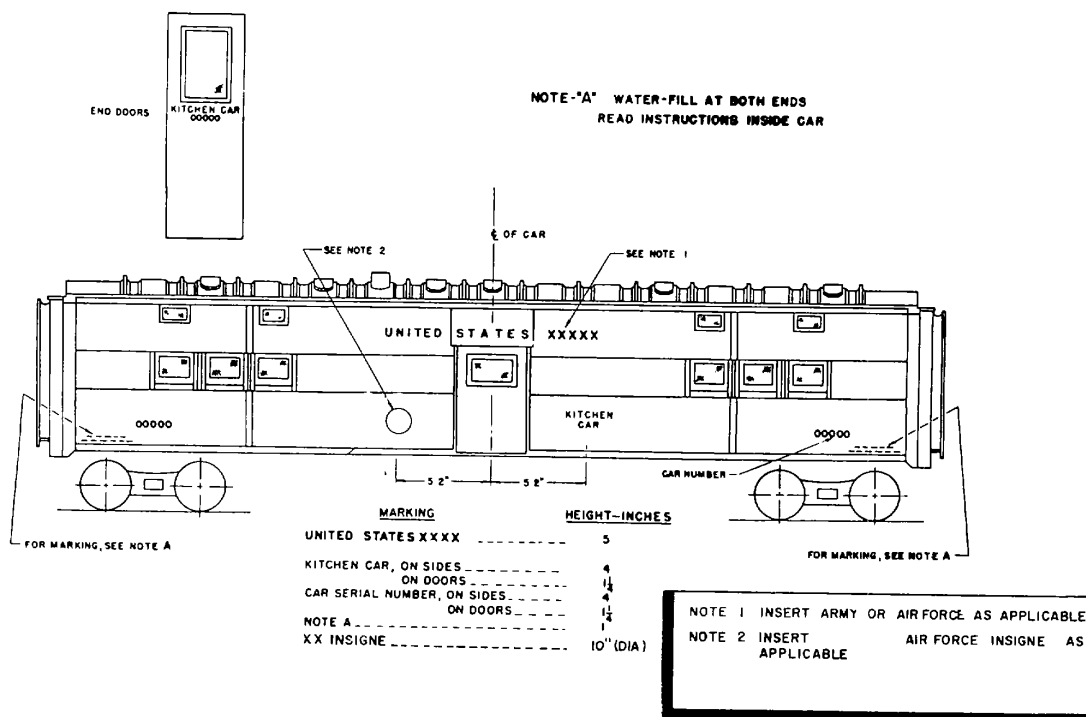 END DOORS
KITCHEN CAR
00000
NOTE-"A" WATER-FILL AT BOTH ENDS
READ INSTRUCTIONS INSIDE CAR
℄ OF CAR
SEE NOTE 2
SEE NOTE 1
UNITED STATES XXXXX
KITCHEN
CAR
00000
00000
CAR NUMBER
52"
52"
FOR MARKING, SEE NOTE A
FOR MARKING, SEE NOTE A
MARKING HEIGHT-INCHES
UNITED STATES XXXX 5
KITCHEN CAR, ON SIDES 4
ON DOORS 1¼
CAR SERIAL NUMBER, ON SIDES 4
ON DOORS 1¼
NOTE A 1
XX INSIGNE 10" (DIA)
NOTE 1 INSERT ARMY OR AIR FORCE AS APPLICABLE
NOTE 2 INSERT AIR FORCE INSIGNE AS
APPLICABLE